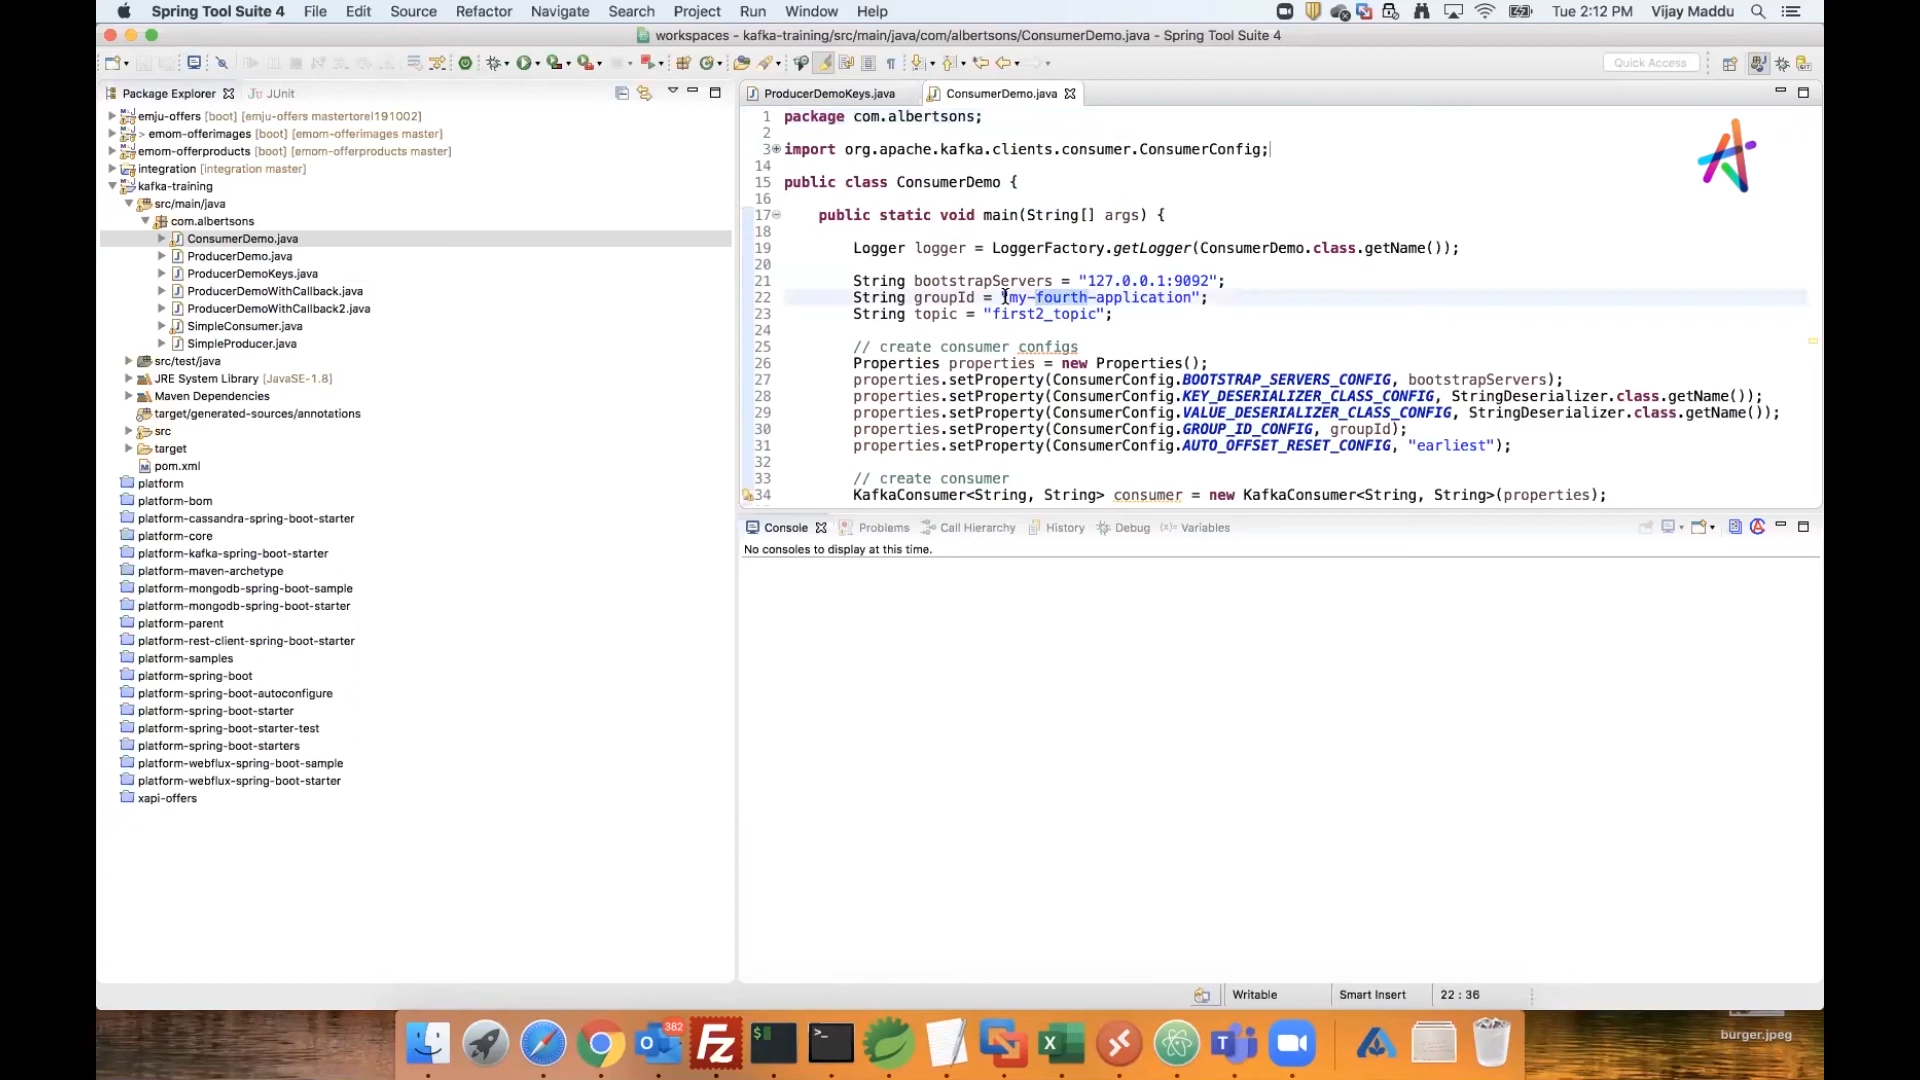 Spring Tool Suite 4 File Edit Source Refactor Navigate Search Project Run Window Help Tue 2:12 PM Vijay Maddu
workspaces - kafka-training/src/main/java/com/albertsons/ConsumerDemo.java - Spring Tool Suite 4
Quick Access
Package Explorer JUnit
emju-offers [boot] [emju-offers mastertorel191002]
> emom-offerimages [boot] [emom-offerimages master]
emom-offerproducts [boot] [emom-offerproducts master]
integration [integration master]
kafka-training
src/main/java
com.albertsons
ConsumerDemo.java
ProducerDemo.java
ProducerDemoKeys.java
ProducerDemoWithCallback.java
ProducerDemoWithCallback2.java
SimpleConsumer.java
SimpleProducer.java
src/test/java
JRE System Library [JavaSE-1.8]
Maven Dependencies
target/generated-sources/annotations
src
target
pom.xml
platform
platform-bom
platform-cassandra-spring-boot-starter
platform-core
platform-kafka-spring-boot-starter
platform-maven-archetype
platform-mongodb-spring-boot-sample
platform-mongodb-spring-boot-starter
platform-parent
platform-rest-client-spring-boot-starter
platform-samples
platform-spring-boot
platform-spring-boot-autoconfigure
platform-spring-boot-starter
platform-spring-boot-starter-test
platform-spring-boot-starters
platform-webflux-spring-boot-sample
platform-webflux-spring-boot-starter
xapi-offers
ProducerDemoKeys.java ConsumerDemo.java
1 package com.albertsons;
2
3 import org.apache.kafka.clients.consumer.ConsumerConfig;
14
15 public class ConsumerDemo {
16
17 public static void main(String[] args) {
18
19 Logger logger = LoggerFactory.getLogger(ConsumerDemo.class.getName());
20
21 String bootstrapServers = "127.0.0.1:9092";
22 String groupId = "my-fourth-application";
23 String topic = "first2_topic";
24
25 // create consumer configs
26 Properties properties = new Properties();
27 properties.setProperty(ConsumerConfig.BOOTSTRAP_SERVERS_CONFIG, bootstrapServers);
28 properties.setProperty(ConsumerConfig.KEY_DESERIALIZER_CLASS_CONFIG, StringDeserializer.class.getName());
29 properties.setProperty(ConsumerConfig.VALUE_DESERIALIZER_CLASS_CONFIG, StringDeserializer.class.getName());
30 properties.setProperty(ConsumerConfig.GROUP_ID_CONFIG, groupId);
31 properties.setProperty(ConsumerConfig.AUTO_OFFSET_RESET_CONFIG, "earliest");
32
33 // create consumer
34 KafkaConsumer<String, String> consumer = new KafkaConsumer<String, String>(properties);
Console Problems Call Hierarchy History Debug (x)= Variables
No consoles to display at this time.
Writable Smart Insert 22 : 36
382
burger.jpeg